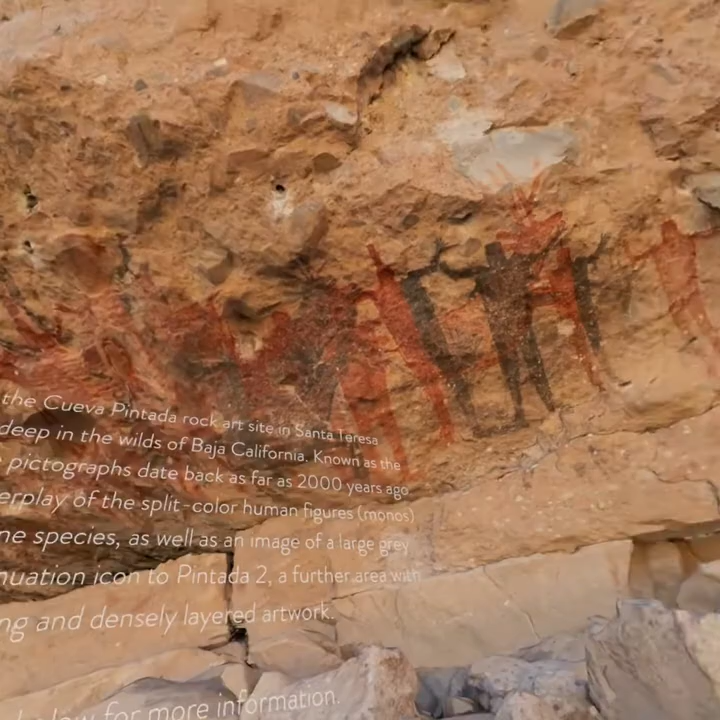 the Cueva Pintada rock art site in Santa Teresa
deep in the wilds of Baja California. Known as the
pictographs date back as far as 2000 years ago
erplay of the split-color human figures (monos)
ne species, as well as an image of a large grey
nuation icon to Pintada 2, a further area with
ng and densely layered artwork.
for more information.